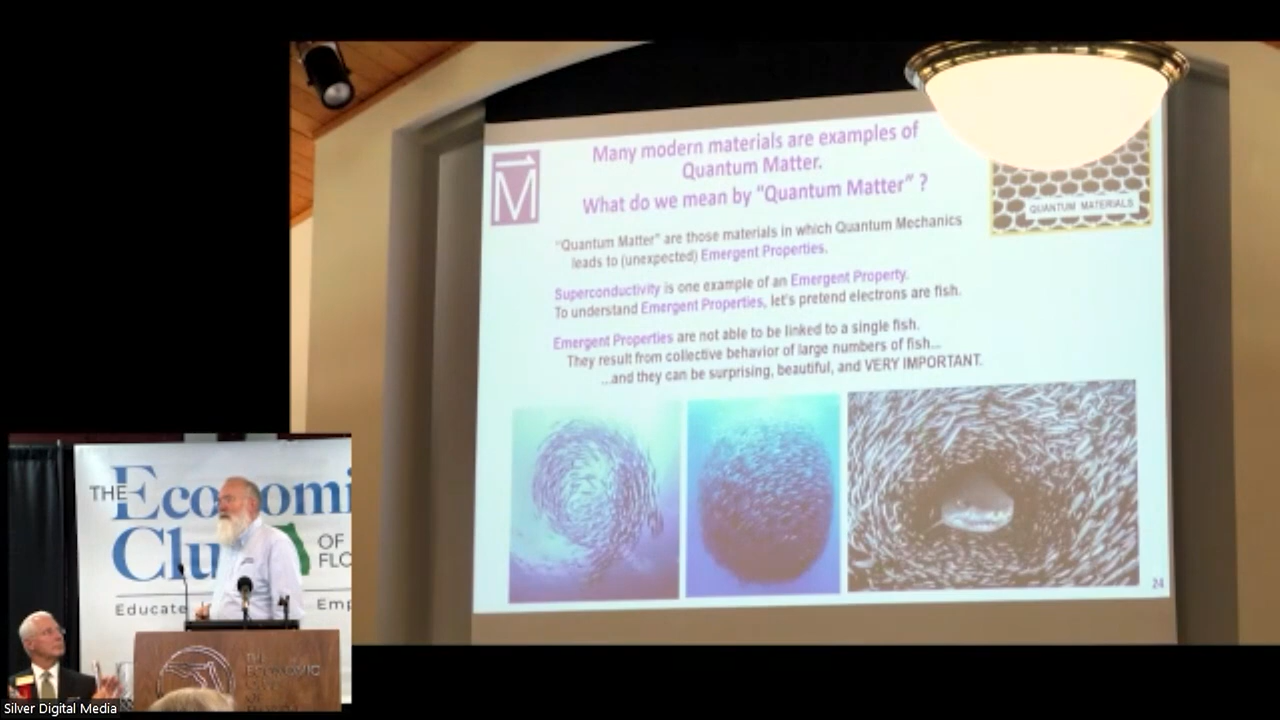 Many modern materials are examples of
Quantum Matter.
What do we mean by "Quantum Matter" ?
M
QUANTUM MATERIALS
"Quantum Matter" are those materials in which Quantum Mechanics
leads to (unexpected) Emergent Properties.
Superconductivity is one example of an Emergent Property.
To understand Emergent Properties, let's pretend electrons are fish.
Emergent Properties are not able to be linked to a single fish.
They result from collective behavior of large numbers of fish...
...and they can be surprising, beautiful, and VERY IMPORTANT.
24
THE Economi
Clu OF
FLO
Educate Emp
ECONOMIC
OF
Silver Digital Media